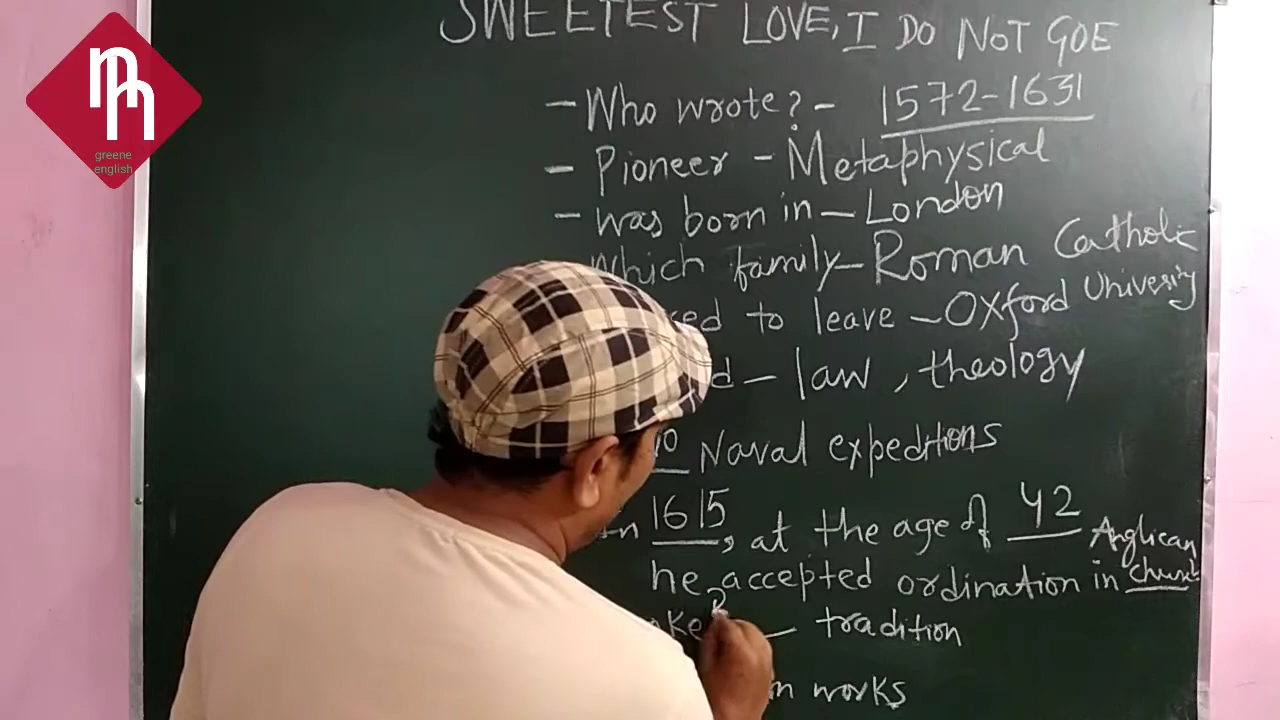 greene
english
SWEETEST LOVE, I DO NOT GOE
- Who wrote? - 1572-1631
- Pioneer - Metaphysical
- was born in - London
Which family - Roman Catholic
to leave - Oxford University
law, theology
Naval expeditions
In 1615, at the age of 42
he accepted ordination in Anglican Church
tradition
works